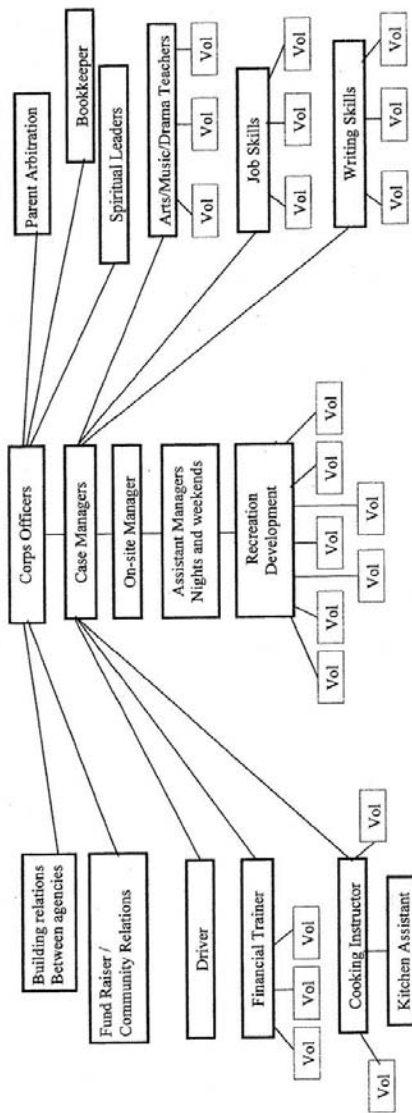 Corps Officers
Building relations
Between agencies
Fund Raiser /
Community Relations
Parent Arbitration
Bookkeeper
Spiritual Leaders
Case Managers
Driver
Financial Trainer
Vol
Vol
Vol
Cooking Instructor
Vol
Vol
Kitchen Assistant
Arts/Music/Drama Teachers
Vol
Vol
Vol
Job Skills
Vol
Vol
Vol
Writing Skills
Vol
Vol
Vol
On-site Manager
Assistant Managers
Nights and weekends
Recreation
Development
Vol
Vol
Vol
Vol
Vol
Vol
Vol